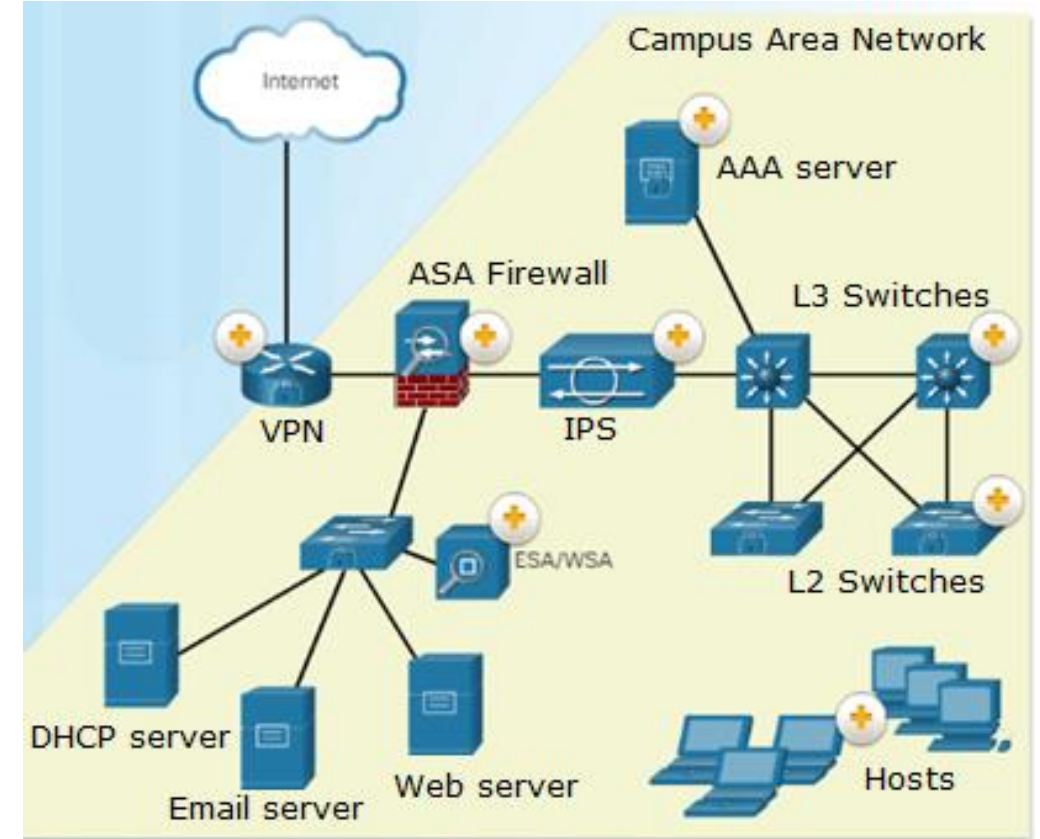 Campus Area Network
Internet
AAA server
ASA Firewall
L3 Switches
VPN
IPS
ESA/WSA
L2 Switches
DHCP server
Email server
Web server
Hosts